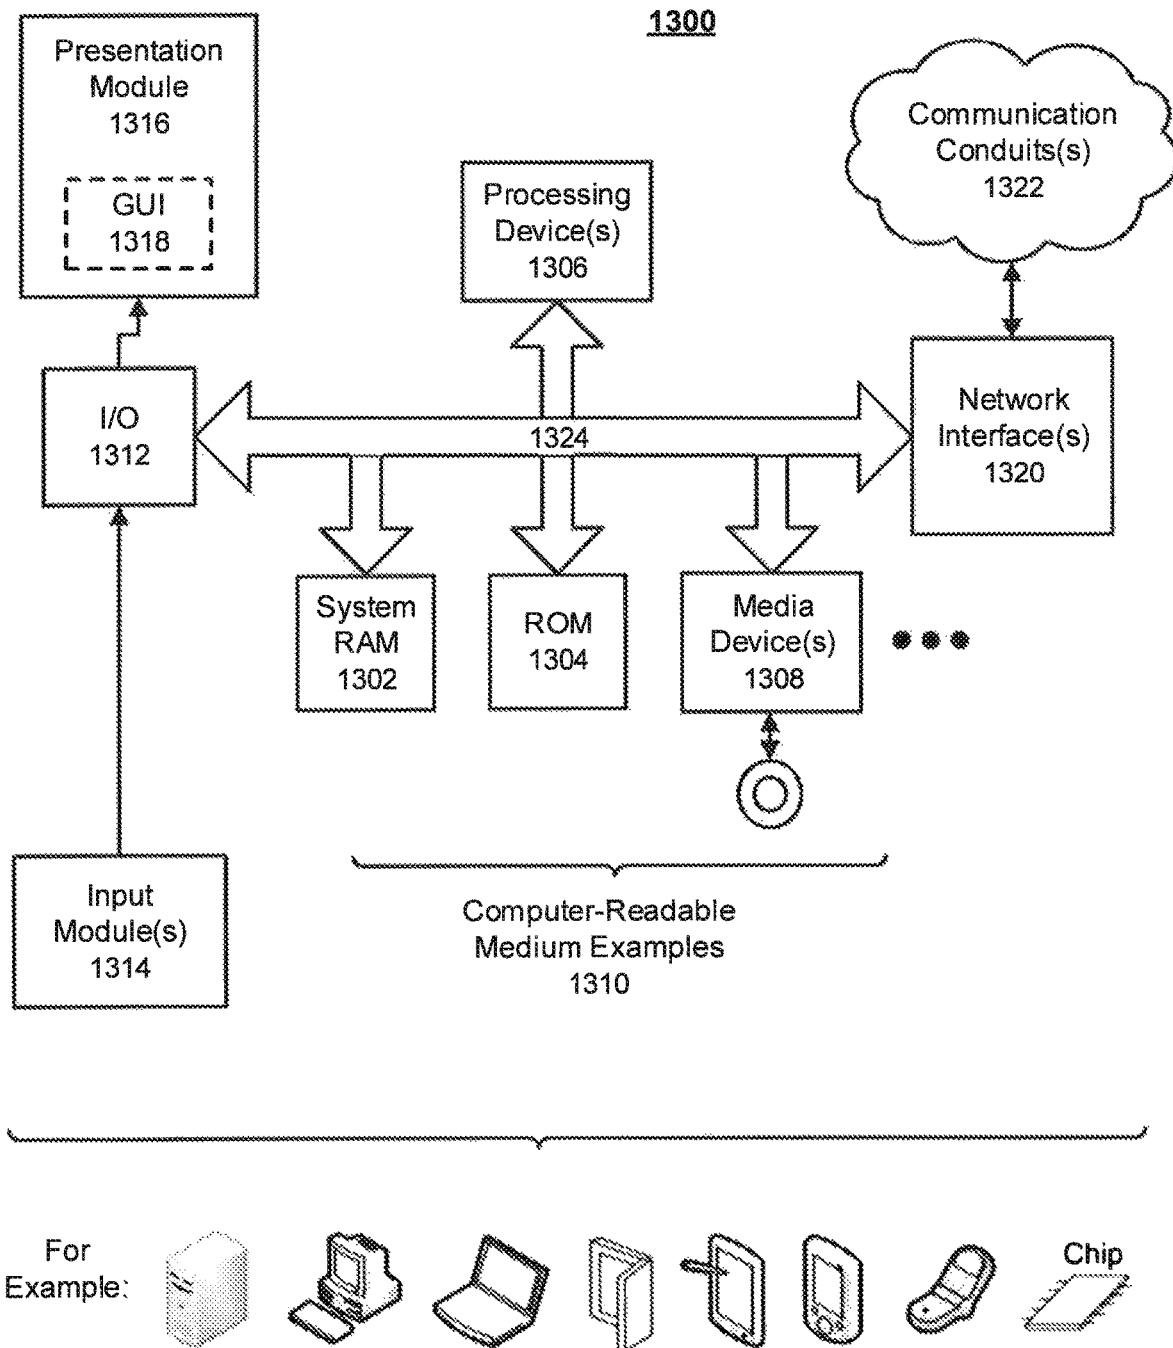 1300
Presentation
Module
1316
GUI
1318
Communication
Conduits(s)
1322
Processing
Device(s)
1306
I/O
1312
1324
Network
Interface(s)
1320
System
RAM
1302
ROM
1304
Media
Device(s)
1308
Input
Module(s)
1314
Computer-Readable
Medium Examples
1310
For
Example:
Chip